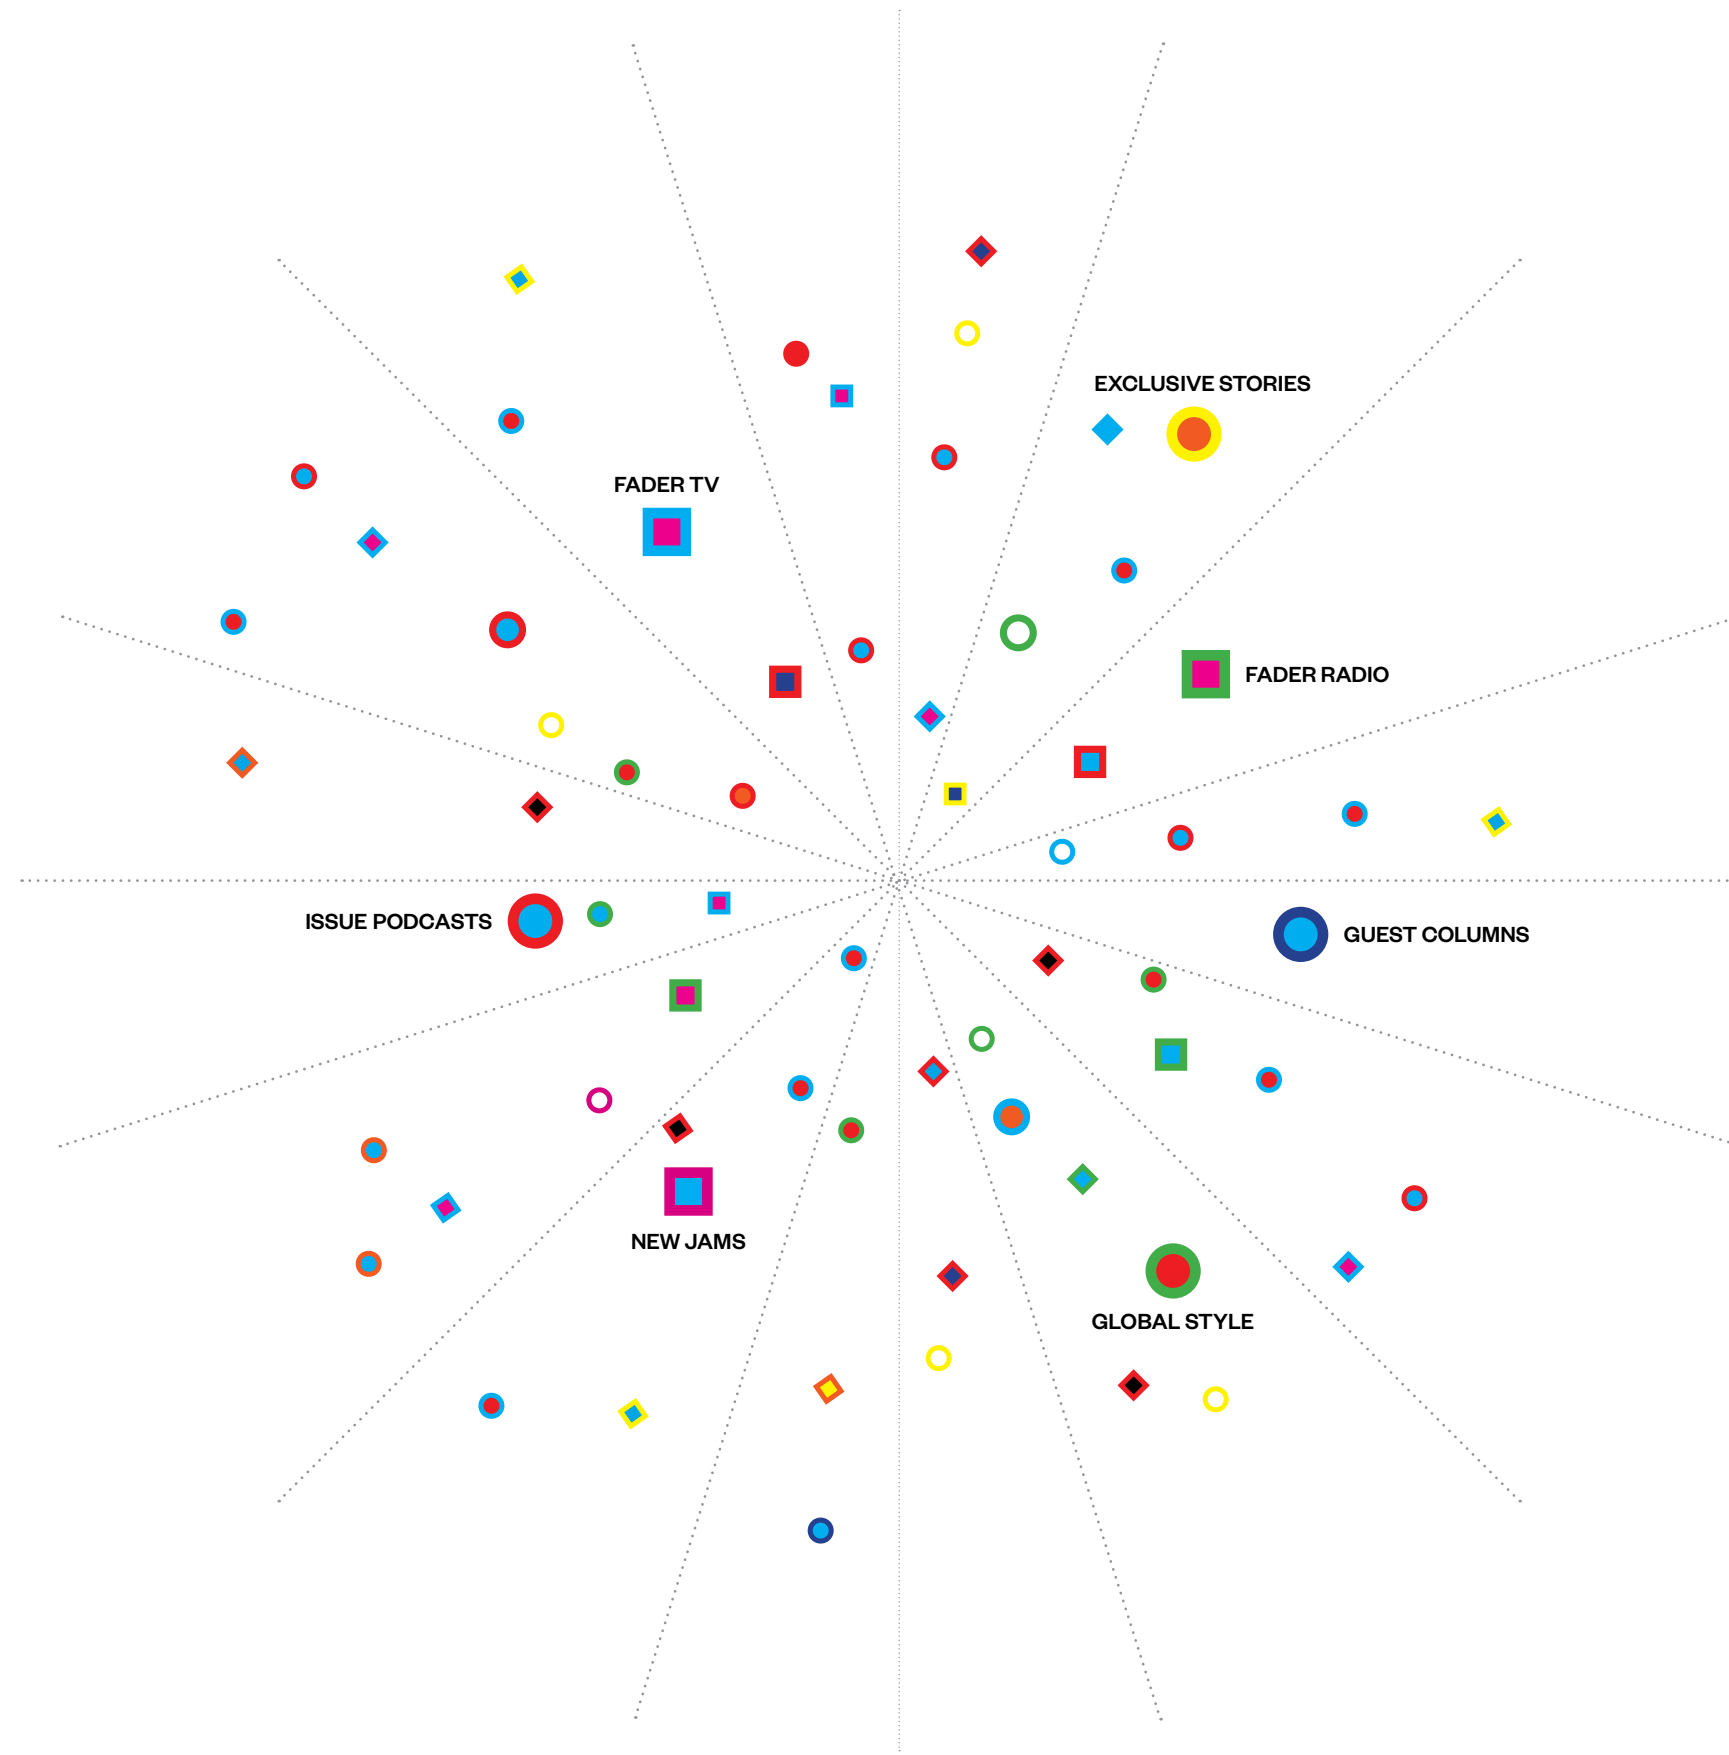 EXCLUSIVE STORIES
FADER TV
FADER RADIO
ISSUE PODCASTS
GUEST COLUMNS
NEW JAMS
GLOBAL STYLE